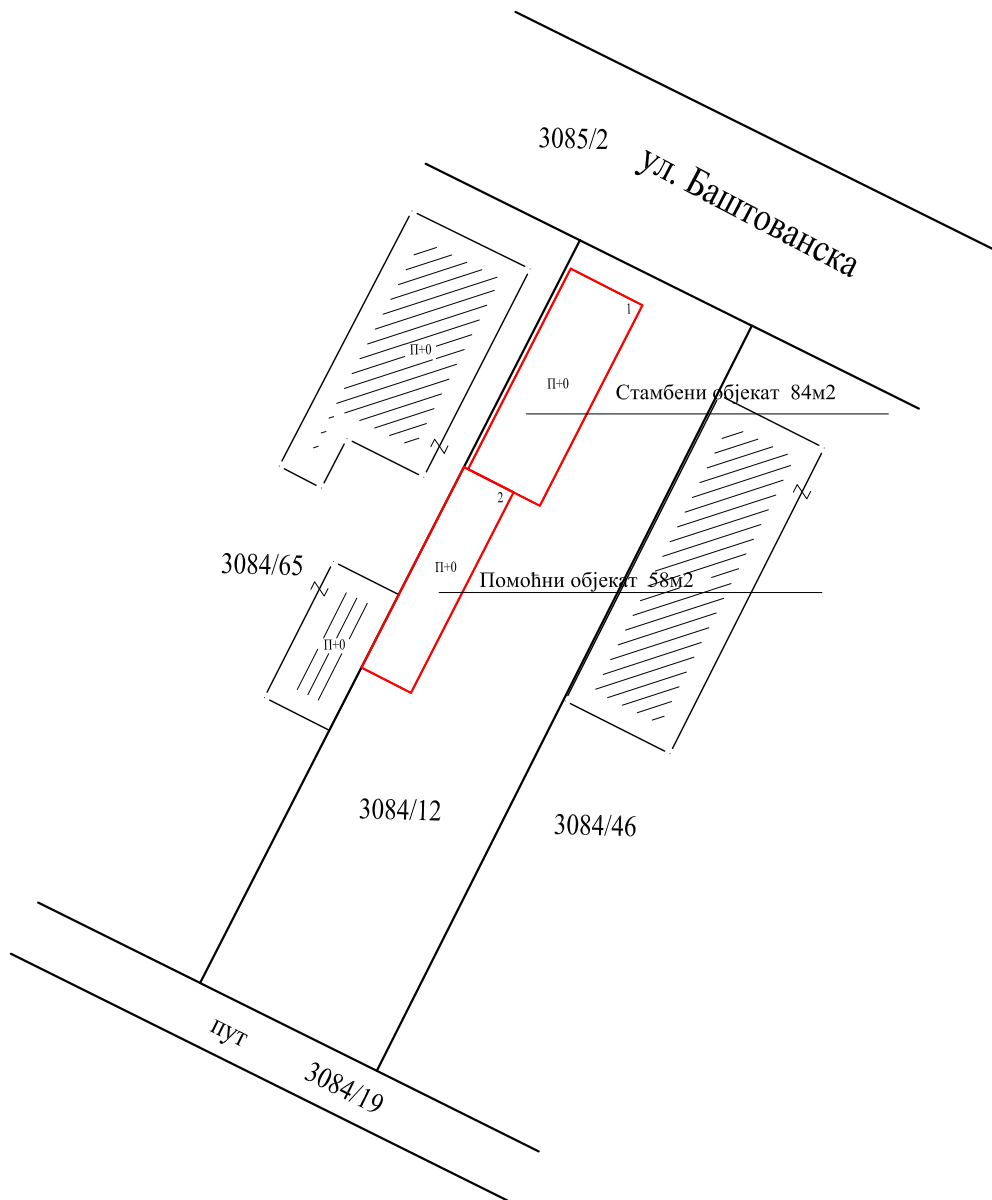 3085/2
ул. Баштованска
1
П+0
П+0
Стамбени објекат 84м2
2
3084/65
П+0
Помоћни објекат 58м2
П+0
3084/12
3084/46
пут
3084/19